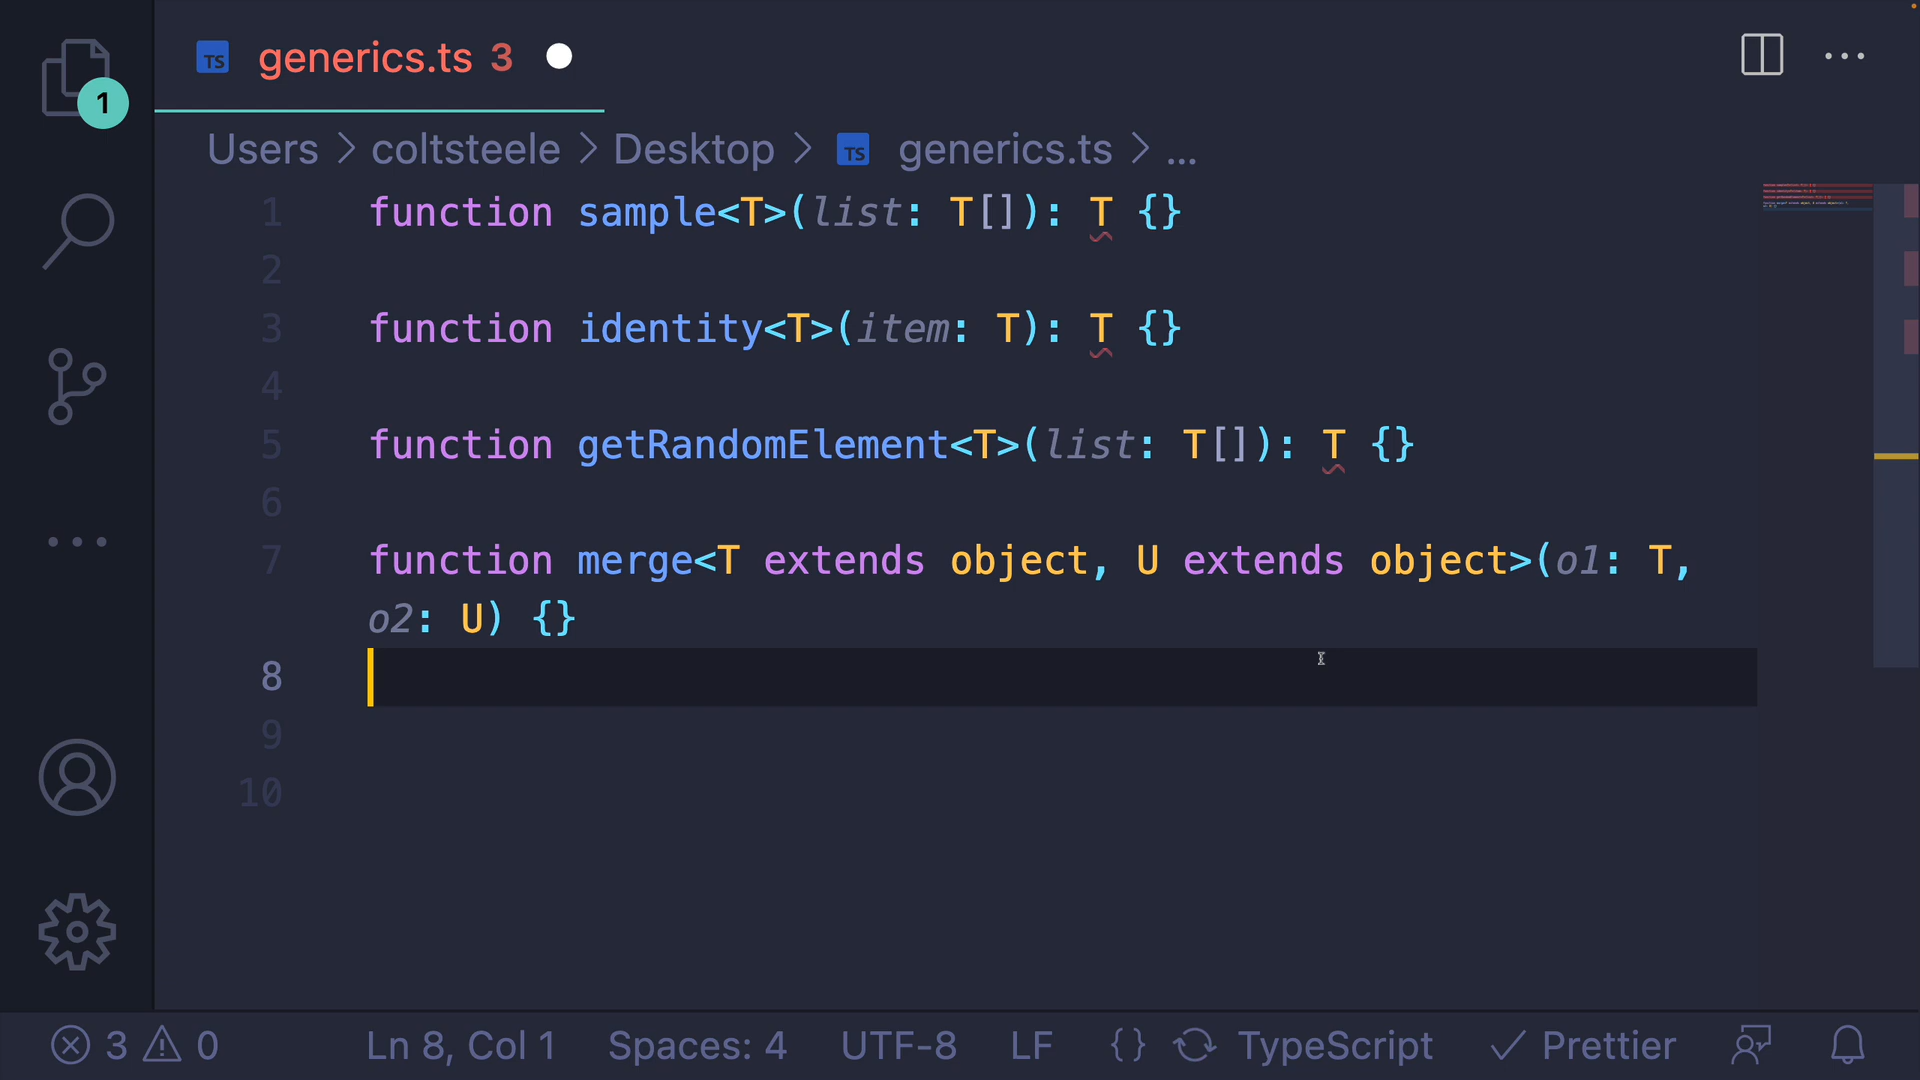 TS generics.ts 3
1
Users > coltsteele > Desktop > TS generics.ts > ...
1 function sample<T>(list: T[]): T {}
2
3 function identity<T>(item: T): T {}
4
5 function getRandomElement<T>(list: T[]): T {}
6
7 function merge<T extends object, U extends object>(o1: T,
o2: U) {}
8
9
10
3 0 Ln 8, Col 1 Spaces: 4 UTF-8 LF {} TypeScript Prettier